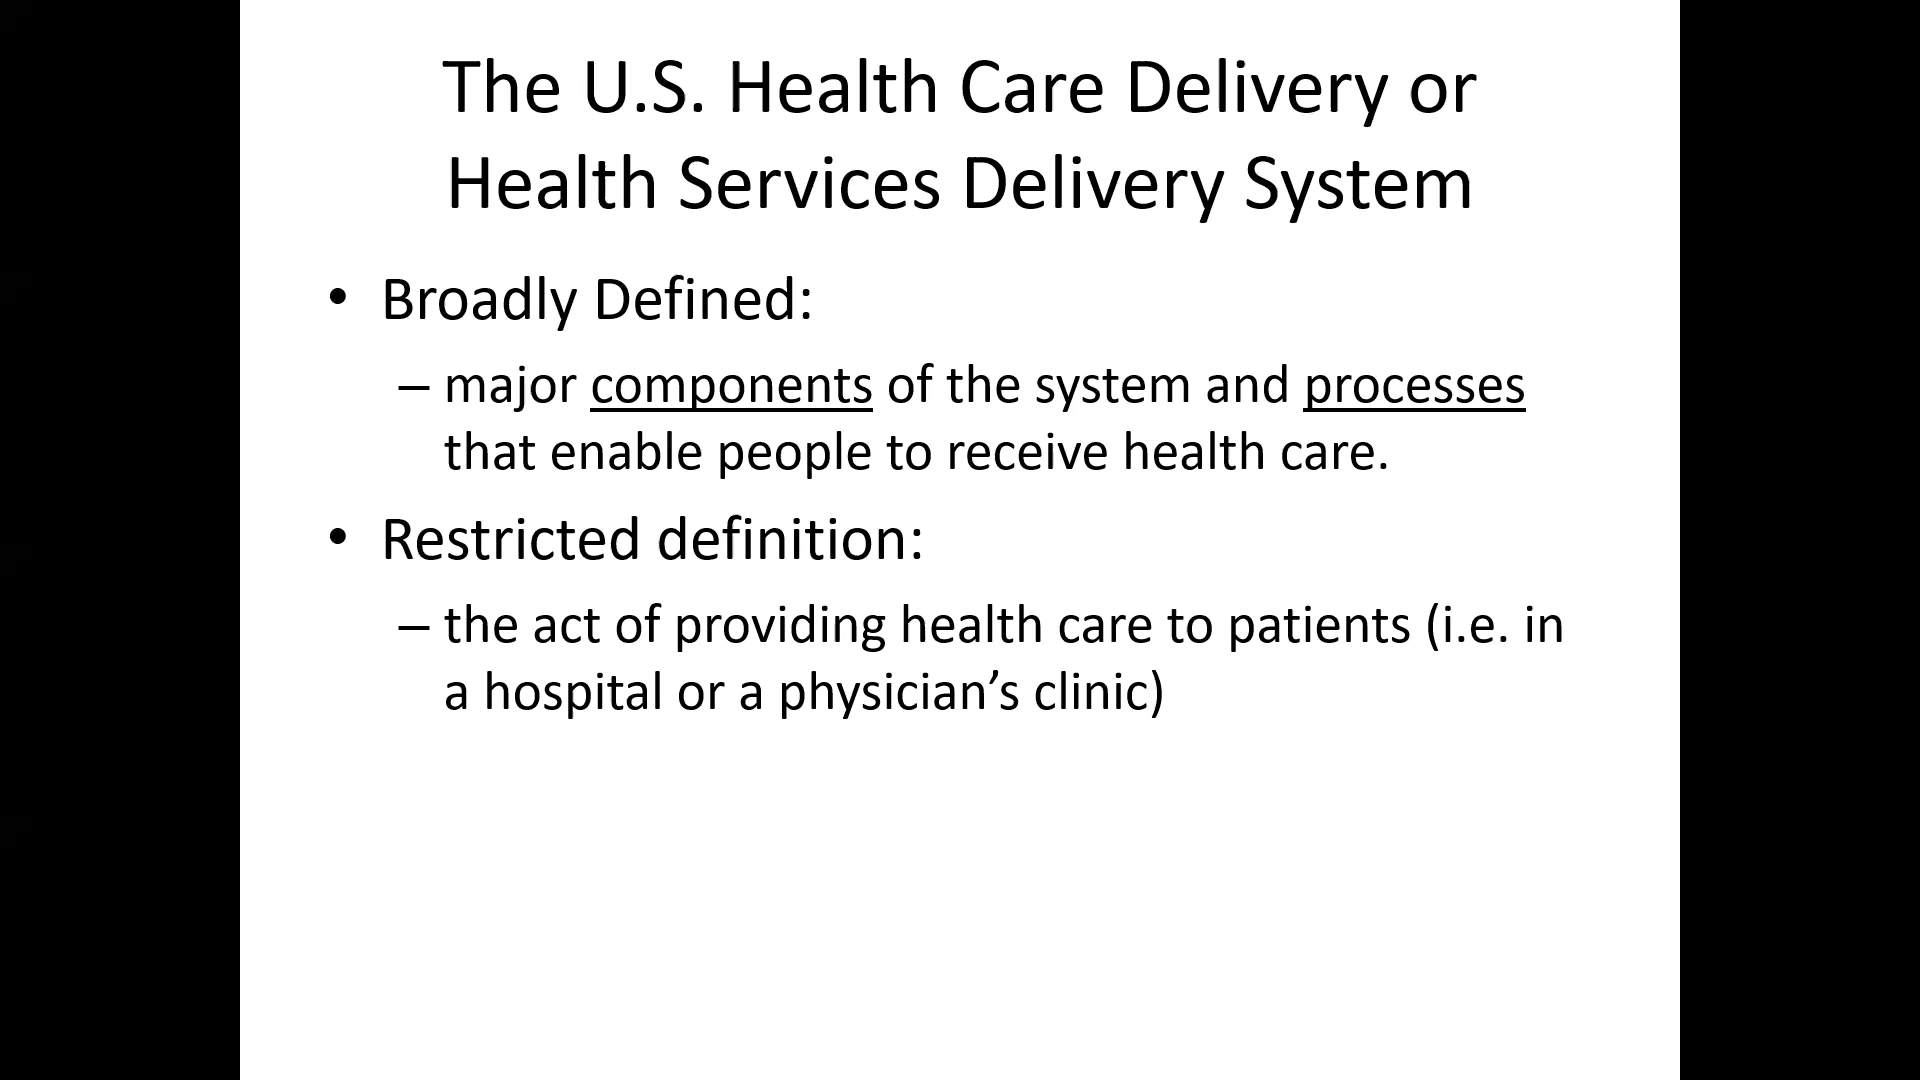 The U.S. Health Care Delivery or
Health Services Delivery System
• Broadly Defined:
– major components of the system and processes
that enable people to receive health care.
• Restricted definition:
– the act of providing health care to patients (i.e. in
a hospital or a physician’s clinic)